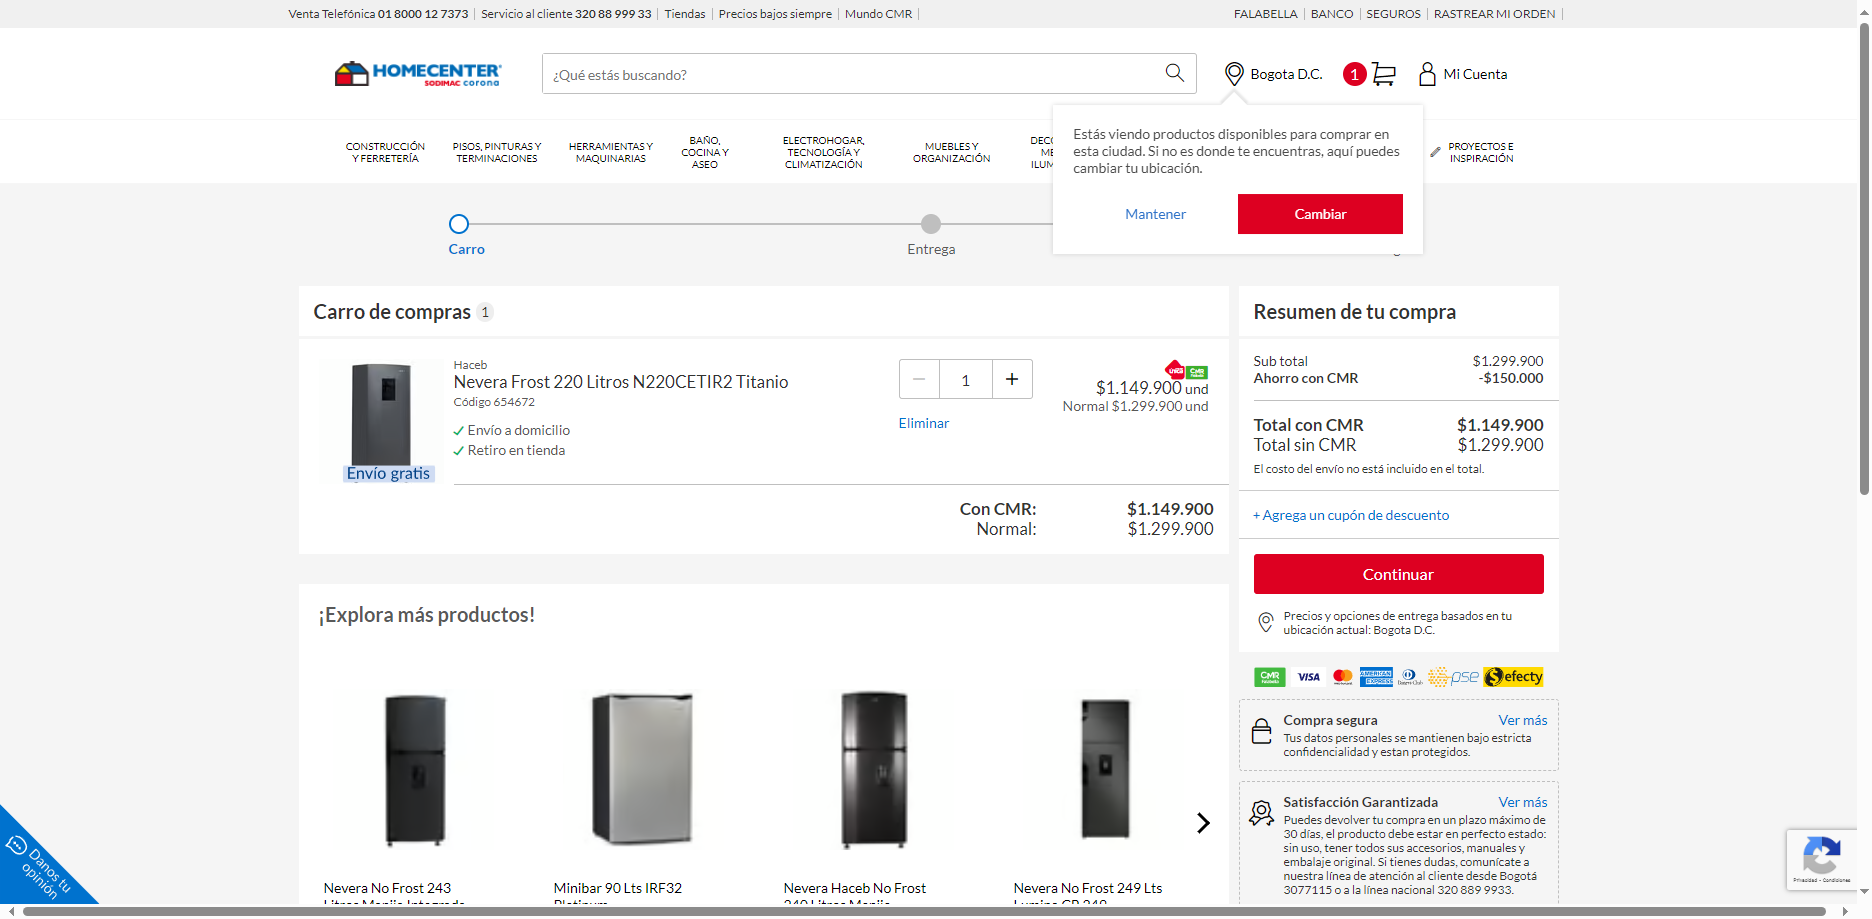 Venta Telefónica 01 8000 12 7373 | Servicio al cliente 320 88 999 33 | Tiendas | Precios bajos siempre | Mundo CMR |
FALABELLA | BANCO | SEGUROS | RASTREAR MI ORDEN |
HOMECENTER
SODIMAC corona
¿Qué estás buscando?
Bogota D.C.
1
Mi Cuenta
CONSTRUCCIÓN
Y FERRETERÍA
PISOS, PINTURAS Y
TERMINACIONES
HERRAMIENTAS Y
MAQUINARIAS
BAÑO,
COCINA Y
ASEO
ELECTROHOGAR,
TECNOLOGÍA Y
CLIMATIZACIÓN
MUEBLES Y
ORGANIZACIÓN
PROYECTOS E
INSPIRACIÓN
Estás viendo productos disponibles para comprar en
esta ciudad. Si no es donde te encuentras, aquí puedes
cambiar tu ubicación.
Mantener
Cambiar
Carro
Entrega
Carro de compras 1
Haceb
Nevera Frost 220 Litros N220CETIR2 Titanio
Código 654672
Envío a domicilio
Retiro en tienda
Envío gratis
− 1 +
Eliminar
CMR
$1.149.900 und
Normal $1.299.900 und
Con CMR: $1.149.900
Normal: $1.299.900
Resumen de tu compra
Sub total $1.299.900
Ahorro con CMR -$150.000
Total con CMR $1.149.900
Total sin CMR $1.299.900
El costo del envío no está incluido en el total.
+ Agrega un cupón de descuento
Continuar
Precios y opciones de entrega basados en tu
ubicación actual: Bogota D.C.
CMR VISA AMERICAN EXPRESS pse efecty
Compra segura Ver más
Tus datos personales se mantienen bajo estricta
confidencialidad y estan protegidos.
Satisfacción Garantizada Ver más
Puedes devolver tu compra en un plazo máximo de
30 días, el producto debe estar en perfecto estado:
sin uso, tener todos sus accesorios, manuales y
embalaje original. Si tienes dudas, comunícate a
nuestra línea de atención al cliente desde Bogotá
3077115 o a la línea nacional 320 889 9933.
¡Explora más productos!
Nevera No Frost 243
Litros Manija Integrada
Minibar 90 Lts IRF32
Platinum
Nevera Haceb No Frost
240 Litros Manija
Nevera No Frost 249 Lts
Lumina CR 249
Danos tu
opinión
Privacidad - Condiciones